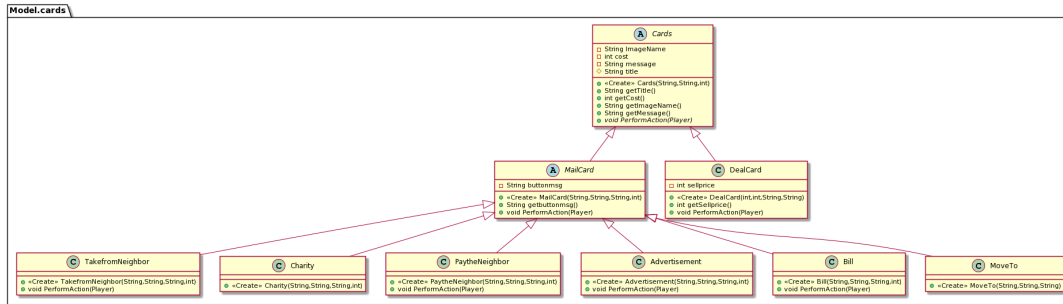 Model.cards
A Cards
String ImageName
int cost
String message
String title
«Create» Cards(String,String,int)
String getTitle()
int getCost()
String getImageName()
String getMessage()
void PerformAction(Player)
A MailCard
String buttonmsg
«Create» MailCard(String,String,String,int)
String getbuttonmsg()
void PerformAction(Player)
C DealCard
int sellprice
«Create» DealCard(int,int,String,String)
int getSellprice()
void PerformAction(Player)
C TakefromNeighbor
«Create» TakefromNeighbor(String,String,String,int)
void PerformAction(Player)
C Charity
«Create» Charity(String,String,String,int)
C PaytheNeighbor
«Create» PaytheNeighbor(String,String,String,int)
void PerformAction(Player)
C Advertisement
«Create» Advertisement(String,String,String,int)
void PerformAction(Player)
C Bill
«Create» Bill(String,String,String,int)
void PerformAction(Player)
C MoveTo
«Create» MoveTo(String,String,String,int)